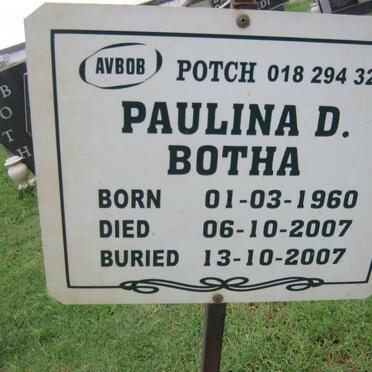 AVBOB POTCH 018 294 32
PAULINA D.
BOTHA
BORN 01-03-1960
DIED 06-10-2007
BURIED 13-10-2007
BOTH